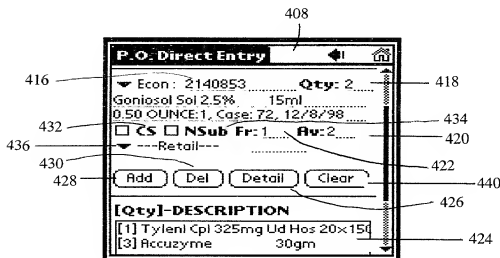 408
P.O. Direct Entry
416
Econ: 2140853 Qty: 2
418
Goniosol Sol 2.5% 15ml
432
0.50 OUNCE:1, Case: 72, 12/8/98
434
CS NSub Fr: 1 Av: 2
420
436
---Retail---
422
430
428
Add Del Detail Clear
440
426
[Qty]-DESCRIPTION
[1] Tylenl Cpl 325mg Ud Hos 20x150
[3] Accuzyme 30gm
424